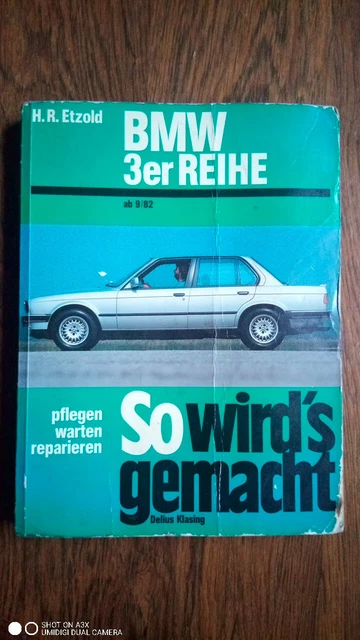 H.R. Etzold
BMW
3er REIHE
ab 9/82
pflegen
warten
reparieren
So wird's
gemacht
Delius Klasing
SHOT ON A3X
UMIDIGI DUAL CAMERA